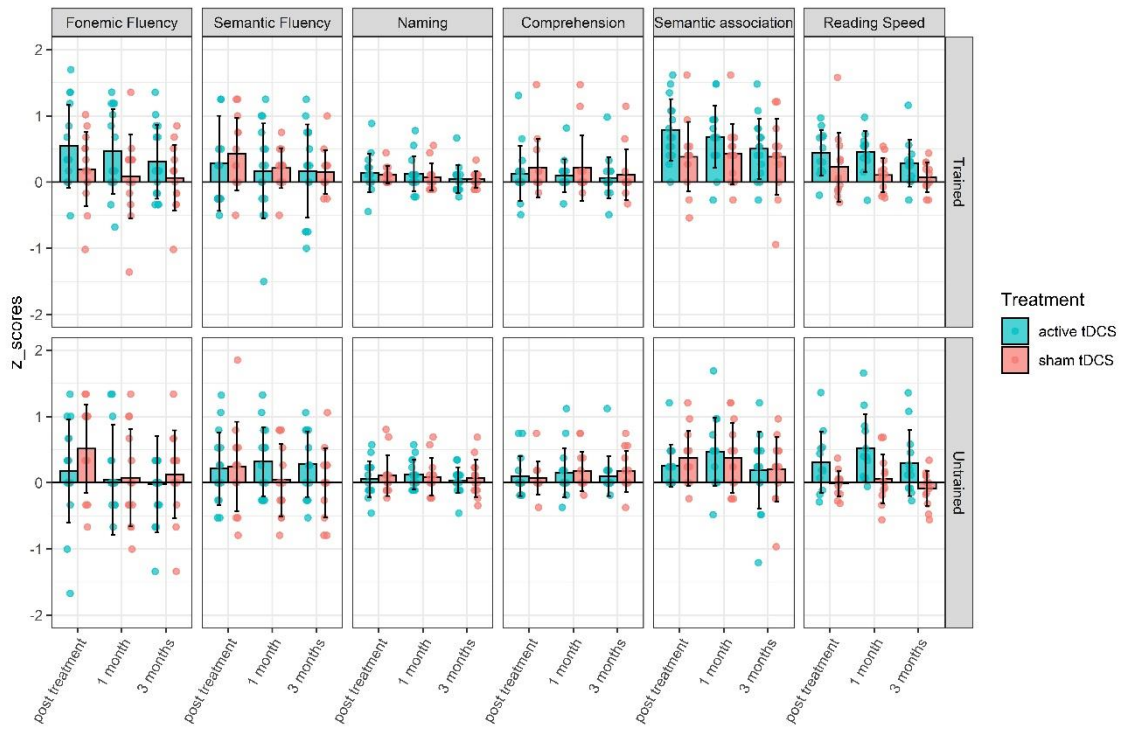 Fonemic Fluency
Semantic Fluency
Naming
Comprehension
Semantic association
Reading Speed
2
1
0
-1
-2
Trained
z_scores
2
1
0
-1
-2
Untrained
post treatment
1 month
3 months
post treatment
1 month
3 months
post treatment
1 month
3 months
post treatment
1 month
3 months
post treatment
1 month
3 months
post treatment
1 month
3 months
Treatment
active tDCS
sham tDCS